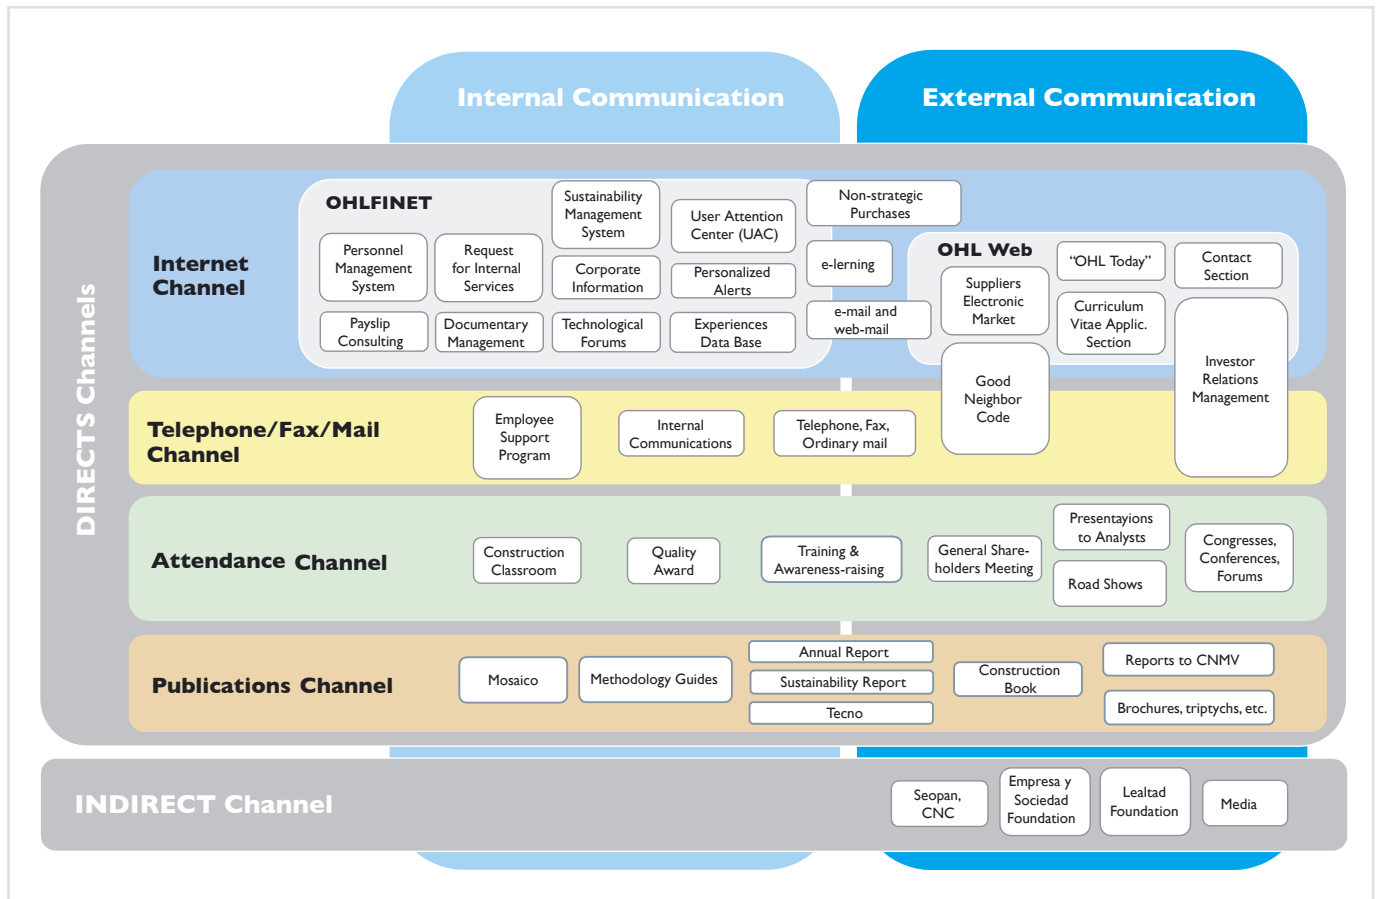 Internal Communication
External Communication
DIRECTS Channels
Internet
Channel
OHLFINET
Personnel
Management
System
Request
for Internal
Services
Sustainability
Management
System
User Attention
Center (UAC)
Corporate
Information
Personalized
Alerts
Payslip
Consulting
Documentary
Management
Technological
Forums
Experiences
Data Base
Non-strategic
Purchases
e-lerning
e-mail and
web-mail
OHL Web
Suppliers
Electronic
Market
“OHL Today”
Contact
Section
Curriculum
Vitae Applic.
Section
Good
Neighbor
Code
Investor
Relations
Management
Telephone/Fax/Mail
Channel
Employee
Support
Program
Internal
Communications
Telephone, Fax,
Ordinary mail
Attendance Channel
Construction
Classroom
Quality
Award
Training &
Awareness-raising
General Share-
holders Meeting
Presentayions
to Analysts
Road Shows
Congresses,
Conferences,
Forums
Publications Channel
Mosaico
Methodology Guides
Annual Report
Sustainability Report
Tecno
Construction
Book
Reports to CNMV
Brochures, triptychs, etc.
INDIRECT Channel
Seopan,
CNC
Empresa y
Sociedad
Foundation
Lealtad
Foundation
Media